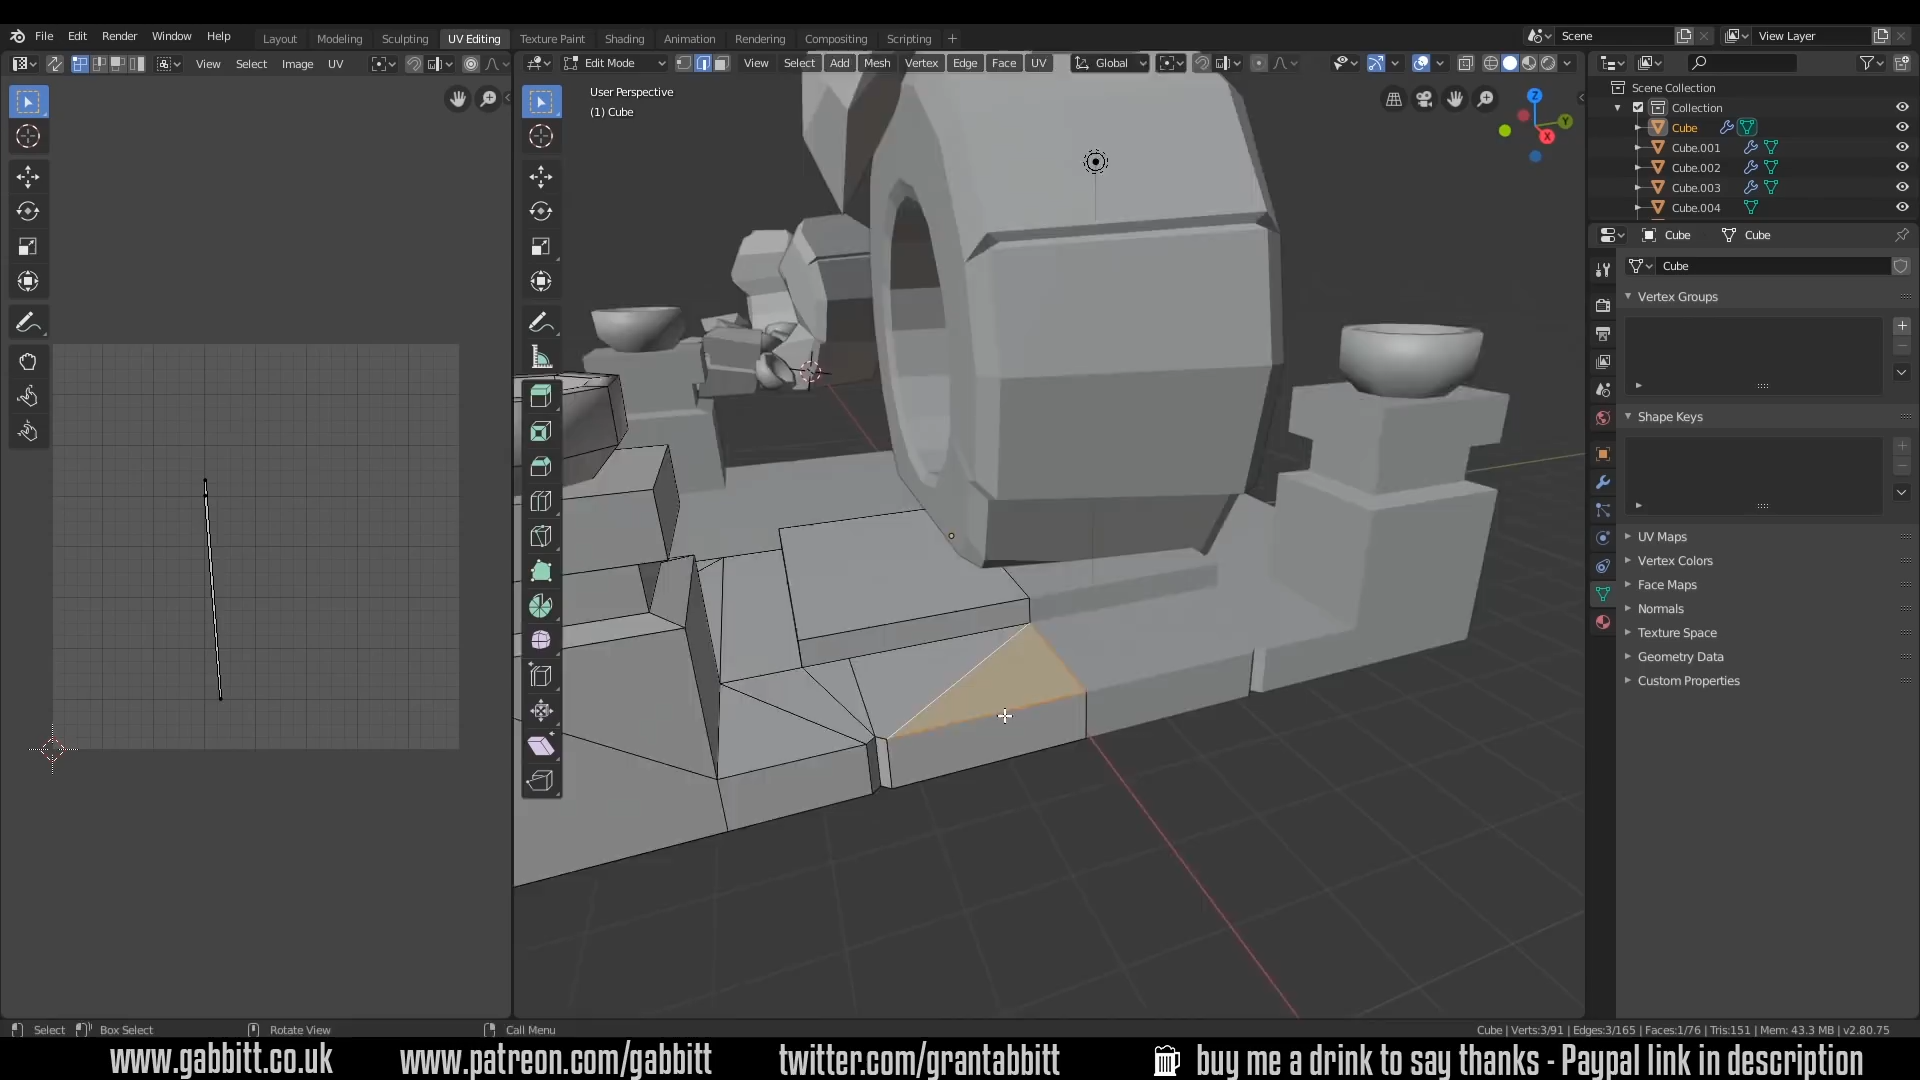 File Edit Render Window Help Layout Modeling Sculpting UV Editing Texture Paint Shading Animation Rendering Compositing Scripting + Scene View Layer
View Select Image UV Edit Mode View Select Add Mesh Vertex Edge Face UV Global
User Perspective
(1) Cube
Scene Collection
Collection
Cube
Cube.001
Cube.002
Cube.003
Cube.004
Cube Cube
Cube
Vertex Groups
Shape Keys
UV Maps
Vertex Colors
Face Maps
Normals
Texture Space
Geometry Data
Custom Properties
Z
Y
X
Select Box Select Rotate View Call Menu Cube | Verts:3/91 | Edges:3/165 | Faces:1/76 | Tris:151 | Mem: 43.3 MB | v2.80.75
www.gabbitt.co.uk www.patreon.com/gabbitt twitter.com/grantabbitt buy me a drink to say thanks - Paypal link in description